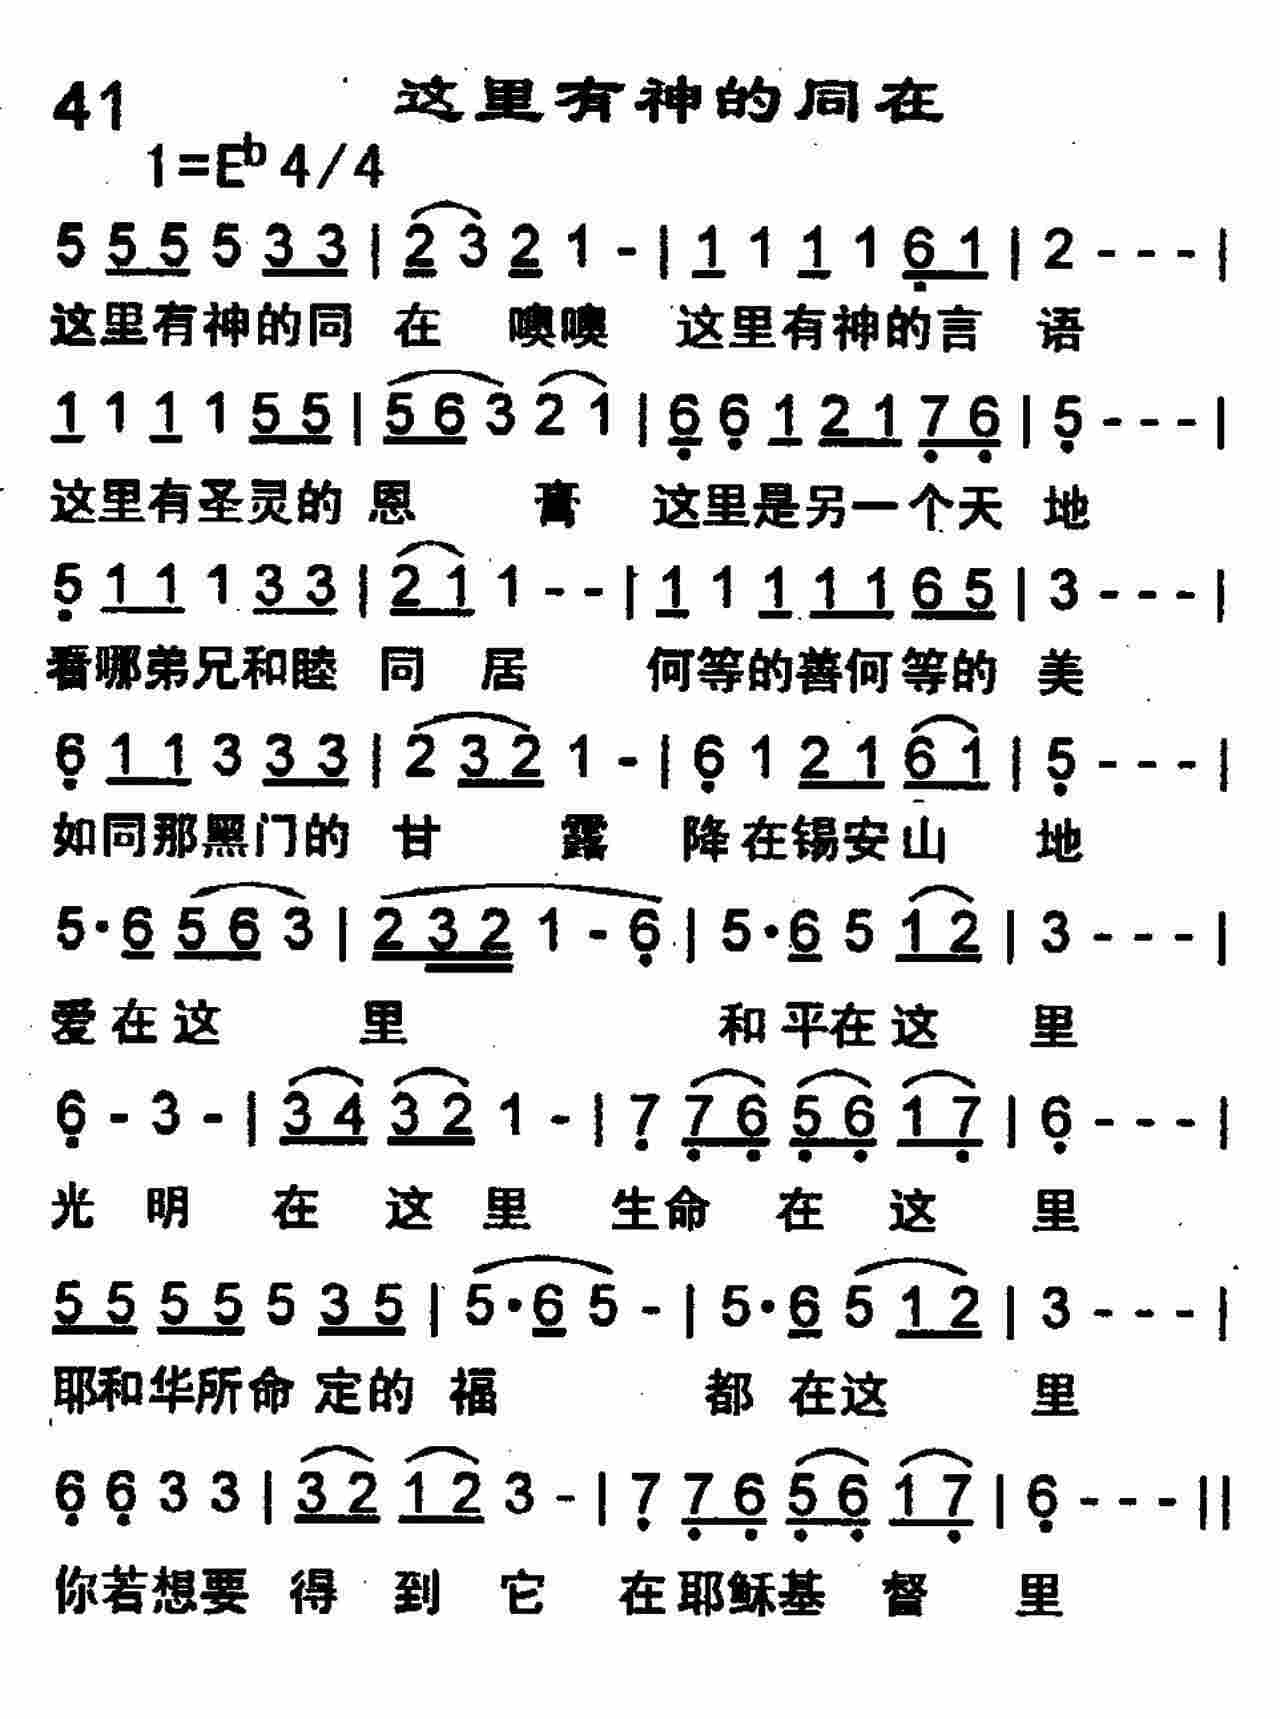 41 这里有神的同在
1=E♭ 4/4
5 5 5 5 3 3 | 2 3 2 1 - | 1 1 1 1 6 1 | 2 - - - |
这里有神的同 在 噢噢 这里有神的言 语
1 1 1 1 5 5 | 5 6 3 2 1 | 6 6 1 2 1 7 6 | 5 - - - |
这里有圣灵的 恩 膏 这里是另一个天 地
5 1 1 1 3 3 | 2 1 1 - - | 1 1 1 1 1 6 5 | 3 - - - |
看哪弟兄和睦 同 居 何等的善何等的 美
6 1 1 3 3 3 | 2 3 2 1 - | 6 1 2 1 6 1 | 5 - - - |
如同那黑门的 甘 露 降在锡安山 地
5·6 5 6 3 | 2 3 2 1 - 6 | 5·6 5 1 2 | 3 - - - |
爱在这 里 和平在这 里
6 - 3 - | 3 4 3 2 1 - | 7 7 6 5 6 1 7 | 6 - - - |
光 明 在 这 里 生命 在 这 里
5 5 5 5 5 3 5 | 5·6 5 - | 5·6 5 1 2 | 3 - - - |
耶和华所命 定的 福 都 在这 里
6 6 3 3 | 3 2 1 2 3 - | 7 7 6 5 6 1 7 | 6 - - - ||
你若想要 得 到 它 在耶稣基 督 里